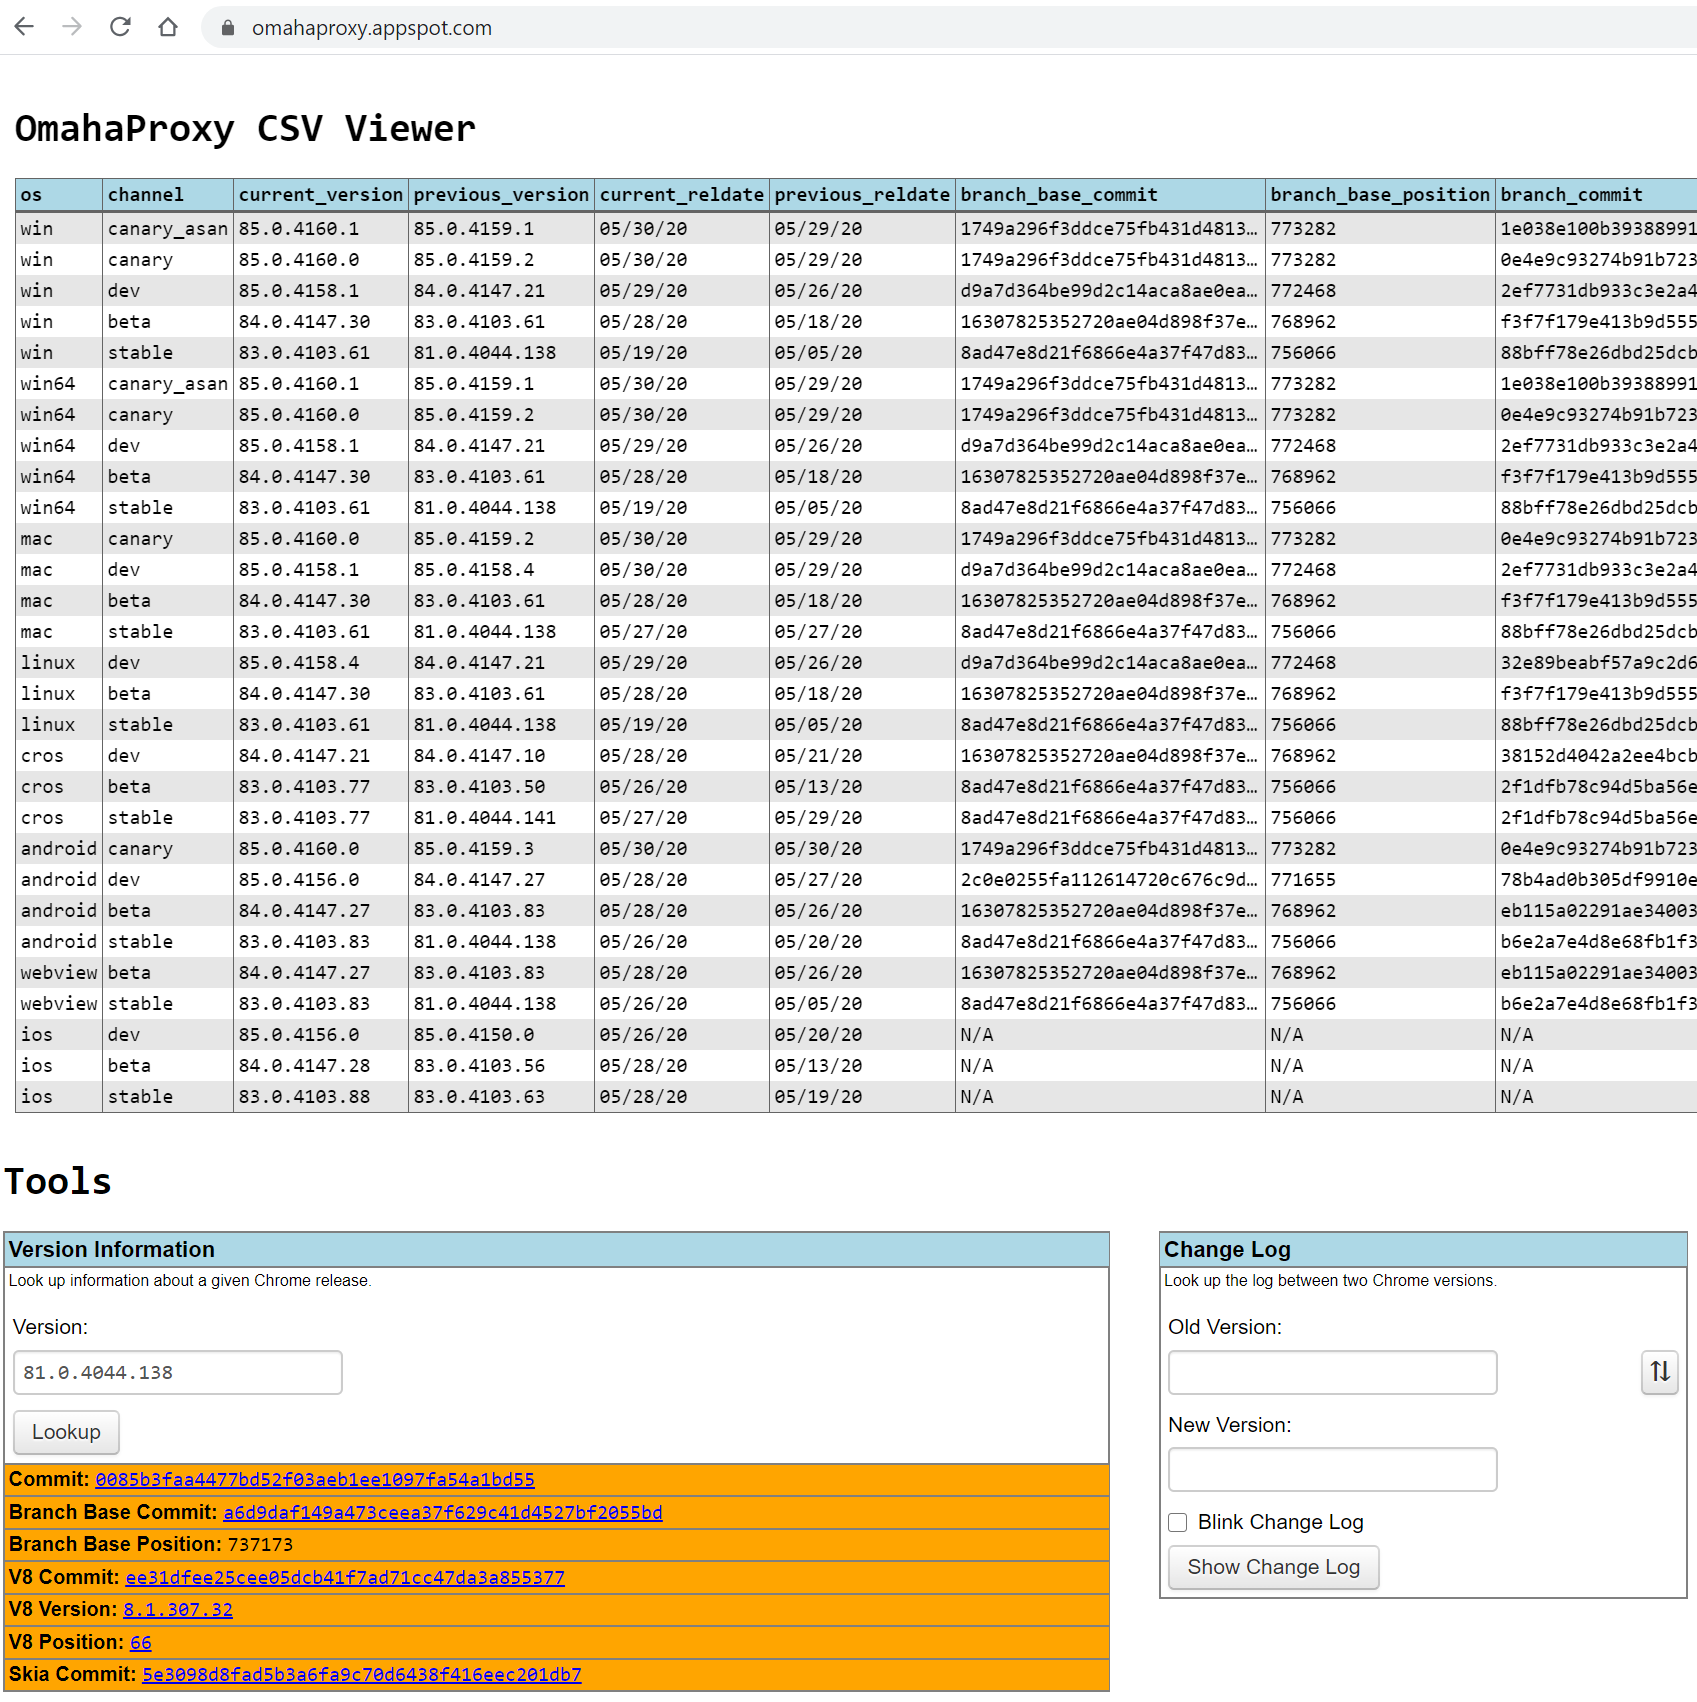 omahaproxy.appspot.com
OmahaProxy CSV Viewer
os channel current_version previous_version current_reldate previous_reldate branch_base_commit branch_base_position branch_commit
win canary_asan 85.0.4160.1 85.0.4159.1 05/30/20 05/29/20 1749a296f3ddce75fb431d4813… 773282 1e038e100b39388991
win canary 85.0.4160.0 85.0.4159.2 05/30/20 05/29/20 1749a296f3ddce75fb431d4813… 773282 0e4e9c93274b91b723
win dev 85.0.4158.1 84.0.4147.21 05/29/20 05/26/20 d9a7d364be99d2c14aca8ae0ea… 772468 2ef7731db933c3e2a4
win beta 84.0.4147.30 83.0.4103.61 05/28/20 05/18/20 16307825352720ae04d898f37e… 768962 f3f7f179e413b9d555
win stable 83.0.4103.61 81.0.4044.138 05/19/20 05/05/20 8ad47e8d21f6866e4a37f47d83… 756066 88bff78e26dbd25dcb
win64 canary_asan 85.0.4160.1 85.0.4159.1 05/30/20 05/29/20 1749a296f3ddce75fb431d4813… 773282 1e038e100b39388991
win64 canary 85.0.4160.0 85.0.4159.2 05/30/20 05/29/20 1749a296f3ddce75fb431d4813… 773282 0e4e9c93274b91b723
win64 dev 85.0.4158.1 84.0.4147.21 05/29/20 05/26/20 d9a7d364be99d2c14aca8ae0ea… 772468 2ef7731db933c3e2a4
win64 beta 84.0.4147.30 83.0.4103.61 05/28/20 05/18/20 16307825352720ae04d898f37e… 768962 f3f7f179e413b9d555
win64 stable 83.0.4103.61 81.0.4044.138 05/19/20 05/05/20 8ad47e8d21f6866e4a37f47d83… 756066 88bff78e26dbd25dcb
mac canary 85.0.4160.0 85.0.4159.2 05/30/20 05/29/20 1749a296f3ddce75fb431d4813… 773282 0e4e9c93274b91b723
mac dev 85.0.4158.1 85.0.4158.4 05/30/20 05/29/20 d9a7d364be99d2c14aca8ae0ea… 772468 2ef7731db933c3e2a4
mac beta 84.0.4147.30 83.0.4103.61 05/28/20 05/18/20 16307825352720ae04d898f37e… 768962 f3f7f179e413b9d555
mac stable 83.0.4103.61 81.0.4044.138 05/27/20 05/27/20 8ad47e8d21f6866e4a37f47d83… 756066 88bff78e26dbd25dcb
linux dev 85.0.4158.4 84.0.4147.21 05/29/20 05/26/20 d9a7d364be99d2c14aca8ae0ea… 772468 32e89beabf57a9c2d6
linux beta 84.0.4147.30 83.0.4103.61 05/28/20 05/18/20 16307825352720ae04d898f37e… 768962 f3f7f179e413b9d555
linux stable 83.0.4103.61 81.0.4044.138 05/19/20 05/05/20 8ad47e8d21f6866e4a37f47d83… 756066 88bff78e26dbd25dcb
cros dev 84.0.4147.21 84.0.4147.10 05/28/20 05/21/20 16307825352720ae04d898f37e… 768962 38152d4042a2ee4bcb
cros beta 83.0.4103.77 83.0.4103.50 05/26/20 05/13/20 8ad47e8d21f6866e4a37f47d83… 756066 2f1dfb78c94d5ba56e
cros stable 83.0.4103.77 81.0.4044.141 05/27/20 05/29/20 8ad47e8d21f6866e4a37f47d83… 756066 2f1dfb78c94d5ba56e
android canary 85.0.4160.0 85.0.4159.3 05/30/20 05/30/20 1749a296f3ddce75fb431d4813… 773282 0e4e9c93274b91b723
android dev 85.0.4156.0 84.0.4147.27 05/28/20 05/27/20 2c0e0255fa112614720c676c9d… 771655 78b4ad0b305df9910e
android beta 84.0.4147.27 83.0.4103.83 05/28/20 05/26/20 16307825352720ae04d898f37e… 768962 eb115a02291ae34003
android stable 83.0.4103.83 81.0.4044.138 05/26/20 05/20/20 8ad47e8d21f6866e4a37f47d83… 756066 b6e2a7e4d8e68fb1f3
webview beta 84.0.4147.27 83.0.4103.83 05/28/20 05/26/20 16307825352720ae04d898f37e… 768962 eb115a02291ae34003
webview stable 83.0.4103.83 81.0.4044.138 05/26/20 05/05/20 8ad47e8d21f6866e4a37f47d83… 756066 b6e2a7e4d8e68fb1f3
ios dev 85.0.4156.0 85.0.4150.0 05/26/20 05/20/20 N/A N/A N/A
ios beta 84.0.4147.28 83.0.4103.56 05/28/20 05/13/20 N/A N/A N/A
ios stable 83.0.4103.88 83.0.4103.63 05/28/20 05/19/20 N/A N/A N/A
Tools
Version Information
Look up information about a given Chrome release.
Version:
81.0.4044.138
Lookup
Commit: 0085b3faa4477bd52f03aeb1ee1097fa54a1bd55
Branch Base Commit: a6d9daf149a473ceea37f629c41d4527bf2055bd
Branch Base Position: 737173
V8 Commit: ee31dfee25cee05dcb41f7ad71cc47da3a855377
V8 Version: 8.1.307.32
V8 Position: 66
Skia Commit: 5e3098d8fad5b3a6fa9c70d6438f416eec201db7
Change Log
Look up the log between two Chrome versions.
Old Version:
New Version:
Blink Change Log
Show Change Log